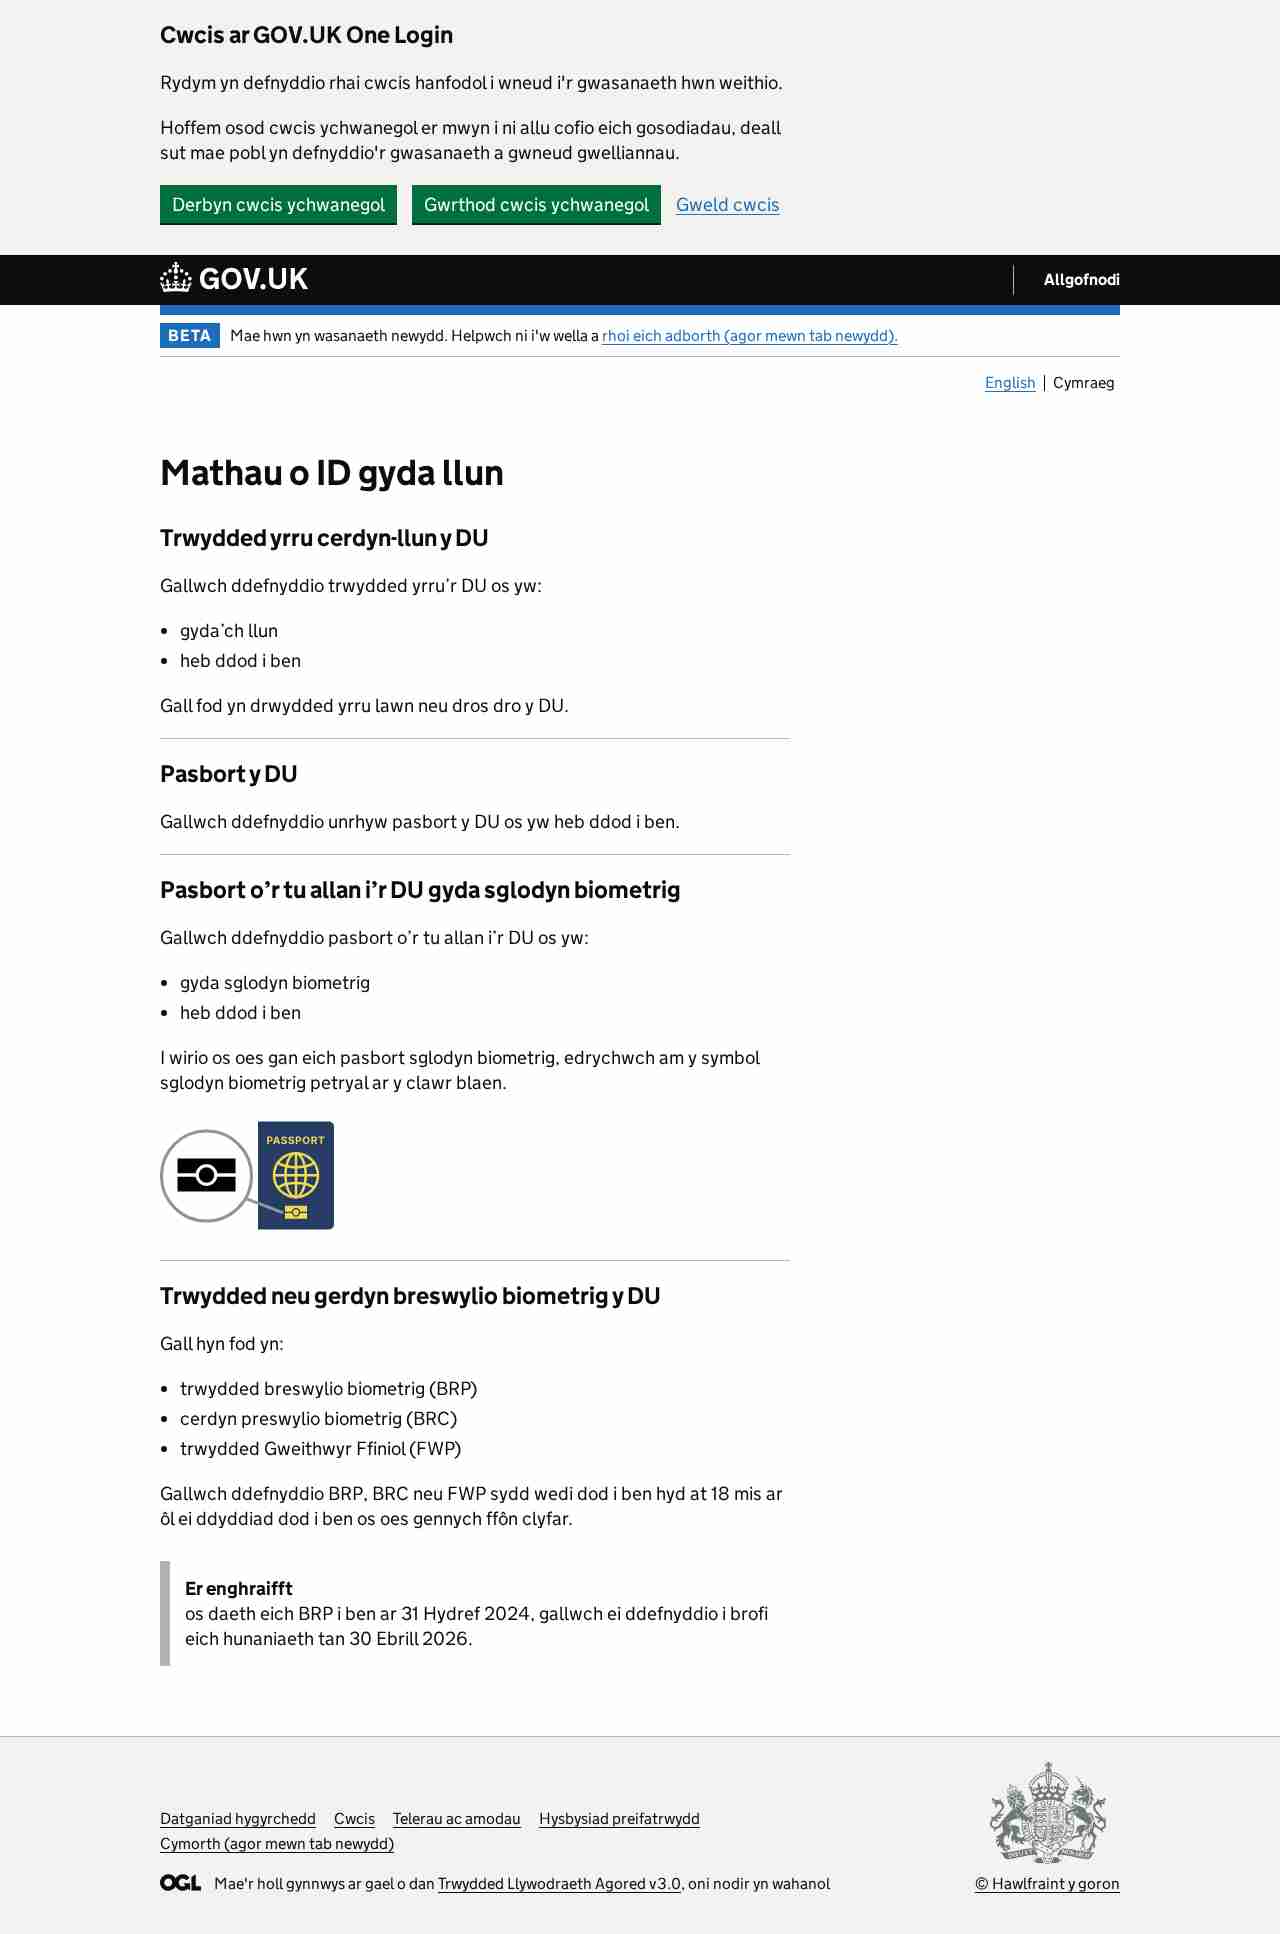 Cwcis ar GOV.UK One Login
Rydym yn defnyddio rhai cwcis hanfodol i wneud i'r gwasanaeth hwn weithio.
Hoffem osod cwcis ychwanegol er mwyn i ni allu cofio eich gosodiadau, deall
sut mae pobl yn defnyddio'r gwasanaeth a gwneud gwelliannau.
Derbyn cwcis ychwanegol Gwrthod cwcis ychwanegol Gweld cwcis
GOV.UK Allgofnodi
BETA Mae hwn yn wasanaeth newydd. Helpwch ni i'w wella a rhoi eich adborth (agor mewn tab newydd).
English Cymraeg
Mathau o ID gyda llun
Trwydded yrru cerdyn-llun y DU
Gallwch ddefnyddio trwydded yrru’r DU os yw:
• gyda’ch llun
• heb ddod i ben
Gall fod yn drwydded yrru lawn neu dros dro y DU.
Pasbort y DU
Gallwch ddefnyddio unrhyw pasbort y DU os yw heb ddod i ben.
Pasbort o’r tu allan i’r DU gyda sglodyn biometrig
Gallwch ddefnyddio pasbort o’r tu allan i’r DU os yw:
• gyda sglodyn biometrig
• heb ddod i ben
I wirio os oes gan eich pasbort sglodyn biometrig, edrychwch am y symbol
sglodyn biometrig petryal ar y clawr blaen.
PASSPORT
Trwydded neu gerdyn breswylio biometrig y DU
Gall hyn fod yn:
• trwydded breswylio biometrig (BRP)
• cerdyn preswylio biometrig (BRC)
• trwydded Gweithwyr Ffiniol (FWP)
Gallwch ddefnyddio BRP, BRC neu FWP sydd wedi dod i ben hyd at 18 mis ar
ôl ei ddyddiad dod i ben os oes gennych ffôn clyfar.
Er enghraifft
os daeth eich BRP i ben ar 31 Hydref 2024, gallwch ei ddefnyddio i brofi
eich hunaniaeth tan 30 Ebrill 2026.
Datganiad hygyrchedd Cwcis Telerau ac amodau Hysbysiad preifatrwydd
Cymorth (agor mewn tab newydd)
OGL Mae'r holl gynnwys ar gael o dan Trwydded Llywodraeth Agored v3.0, oni nodir yn wahanol
© Hawlfraint y goron